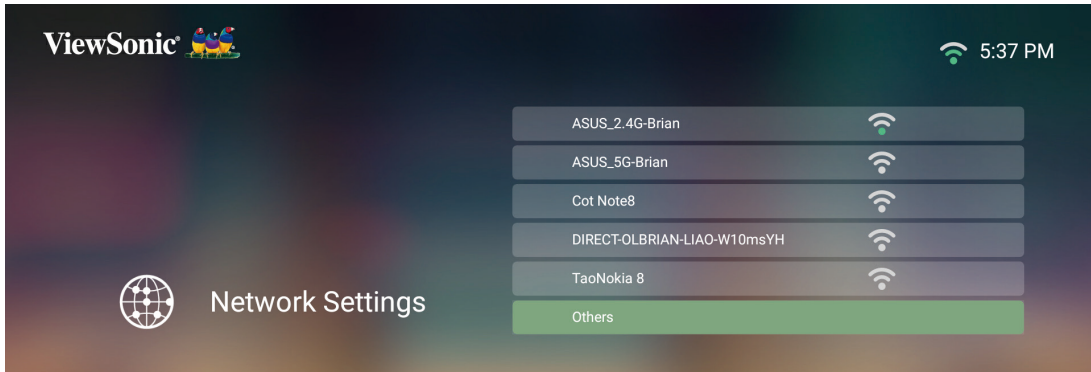 ViewSonic®
5:37 PM
ASUS_2.4G-Brian
ASUS_5G-Brian
Cot Note8
DIRECT-OLBRIAN-LIAO-W10msYH
TaoNokia 8
Network Settings
Others